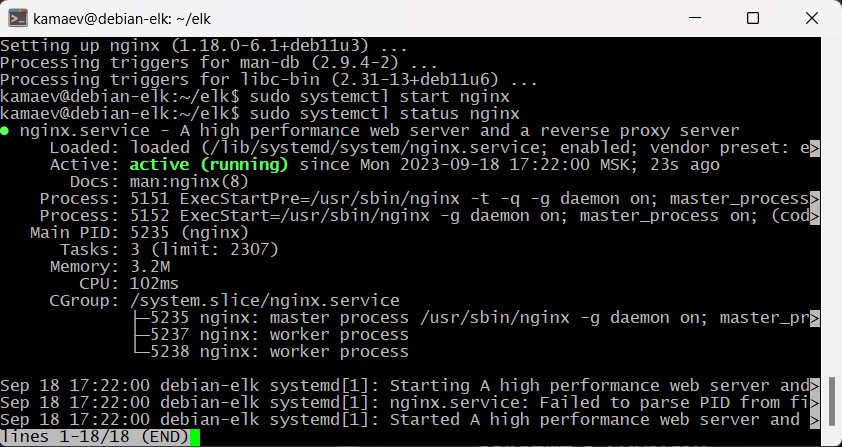 kamaev@debian-elk: ~/elk
Setting up nginx (1.18.0-6.1+deb11u3) ...
Processing triggers for man-db (2.9.4-2) ...
Processing triggers for libc-bin (2.31-13+deb11u6) ...
kamaev@debian-elk:~/elk$ sudo systemctl start nginx
kamaev@debian-elk:~/elk$ sudo systemctl status nginx
● nginx.service - A high performance web server and a reverse proxy server
     Loaded: loaded (/lib/systemd/system/nginx.service; enabled; vendor preset: e>
     Active: active (running) since Mon 2023-09-18 17:22:00 MSK; 23s ago
       Docs: man:nginx(8)
    Process: 5151 ExecStartPre=/usr/sbin/nginx -t -q -g daemon on; master_process>
    Process: 5152 ExecStart=/usr/sbin/nginx -g daemon on; master_process on; (cod>
   Main PID: 5235 (nginx)
      Tasks: 3 (limit: 2307)
     Memory: 3.2M
        CPU: 102ms
     CGroup: /system.slice/nginx.service
             ├─5235 nginx: master process /usr/sbin/nginx -g daemon on; master_pr>
             ├─5237 nginx: worker process
             └─5238 nginx: worker process
Sep 18 17:22:00 debian-elk systemd[1]: Starting A high performance web server and>
Sep 18 17:22:00 debian-elk systemd[1]: nginx.service: Failed to parse PID from fi>
Sep 18 17:22:00 debian-elk systemd[1]: Started A high performance web server and >
lines 1-18/18 (END)